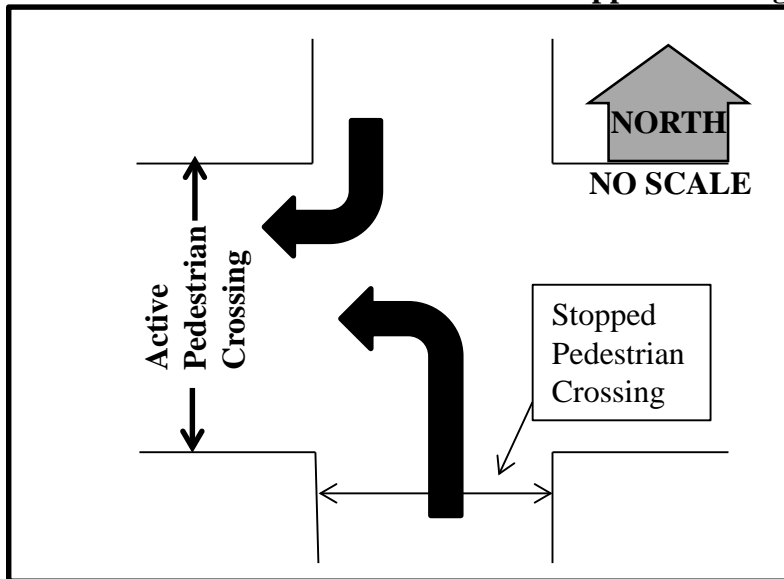 NORTH
NO SCALE
Active
Pedestrian
Crossing
Stopped
Pedestrian
Crossing